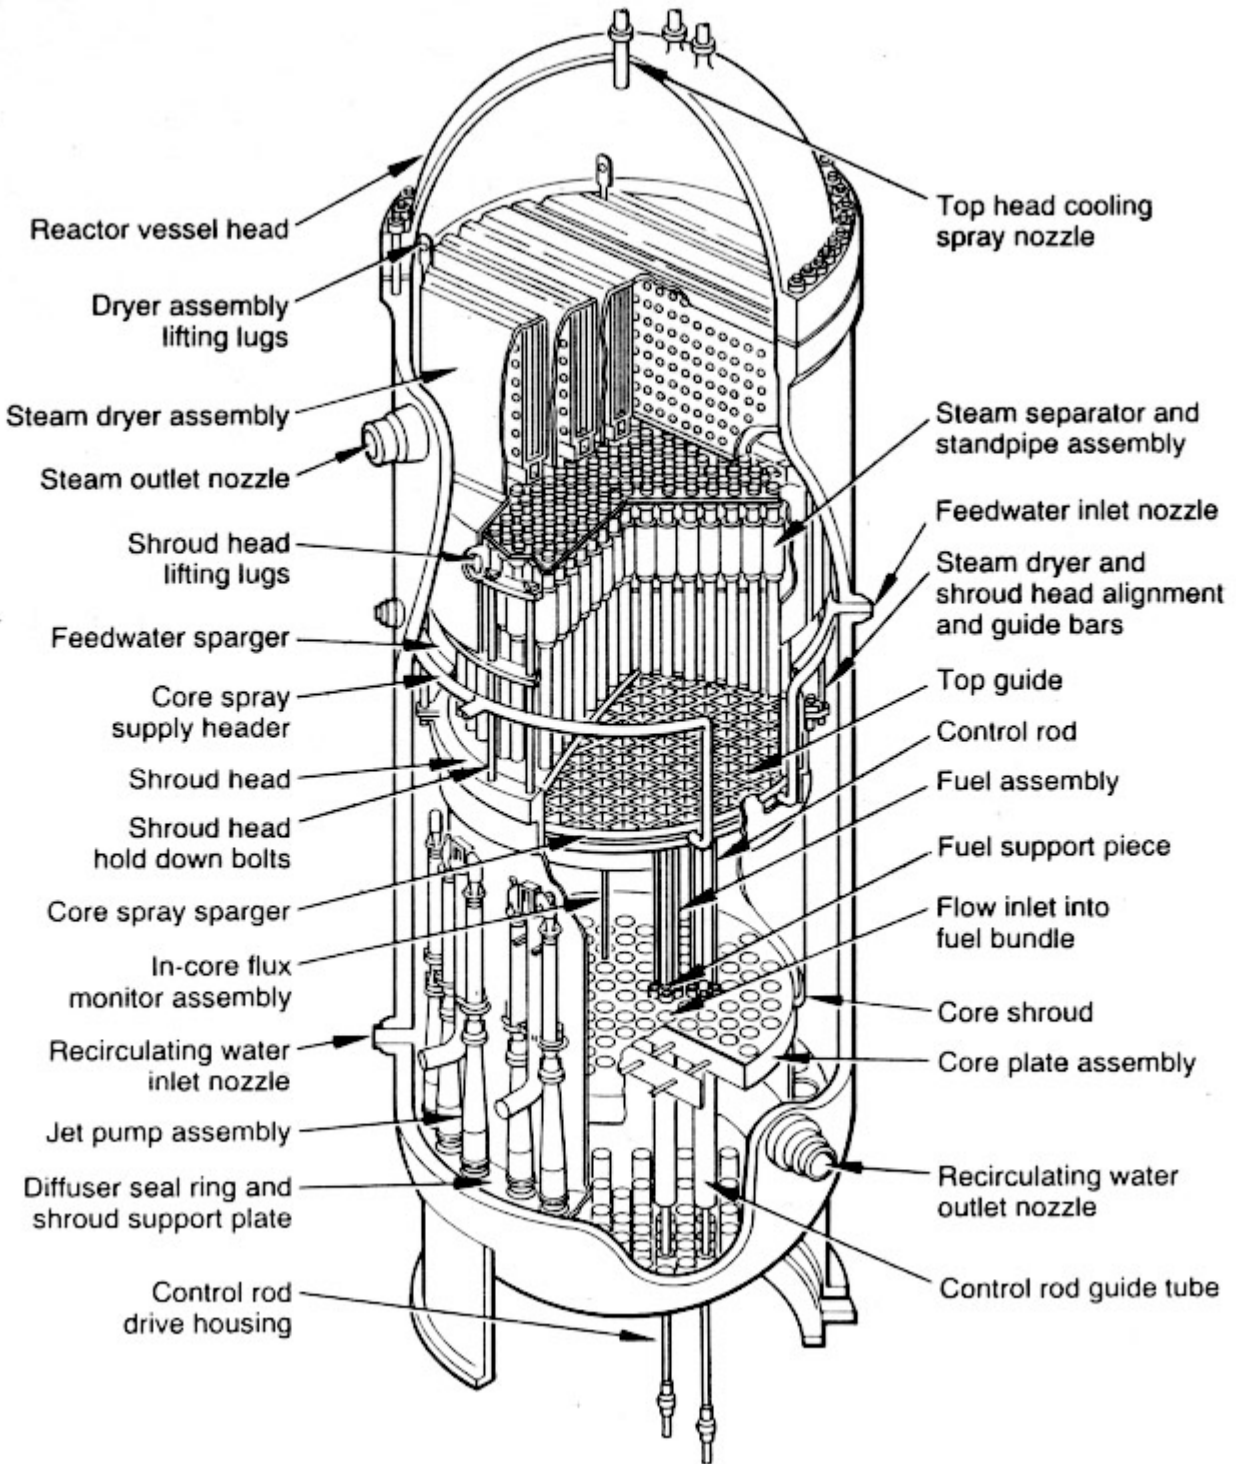 Reactor vessel head
Dryer assembly
lifting lugs
Steam dryer assembly
Steam outlet nozzle
Shroud head
lifting lugs
Feedwater sparger
Core spray
supply header
Shroud head
Shroud head
hold down bolts
Core spray sparger
In-core flux
monitor assembly
Recirculating water
inlet nozzle
Jet pump assembly
Diffuser seal ring and
shroud support plate
Control rod
drive housing
Top head cooling
spray nozzle
Steam separator and
standpipe assembly
Feedwater inlet nozzle
Steam dryer and
shroud head alignment
and guide bars
Top guide
Control rod
Fuel assembly
Fuel support piece
Flow inlet into
fuel bundle
Core shroud
Core plate assembly
Recirculating water
outlet nozzle
Control rod guide tube